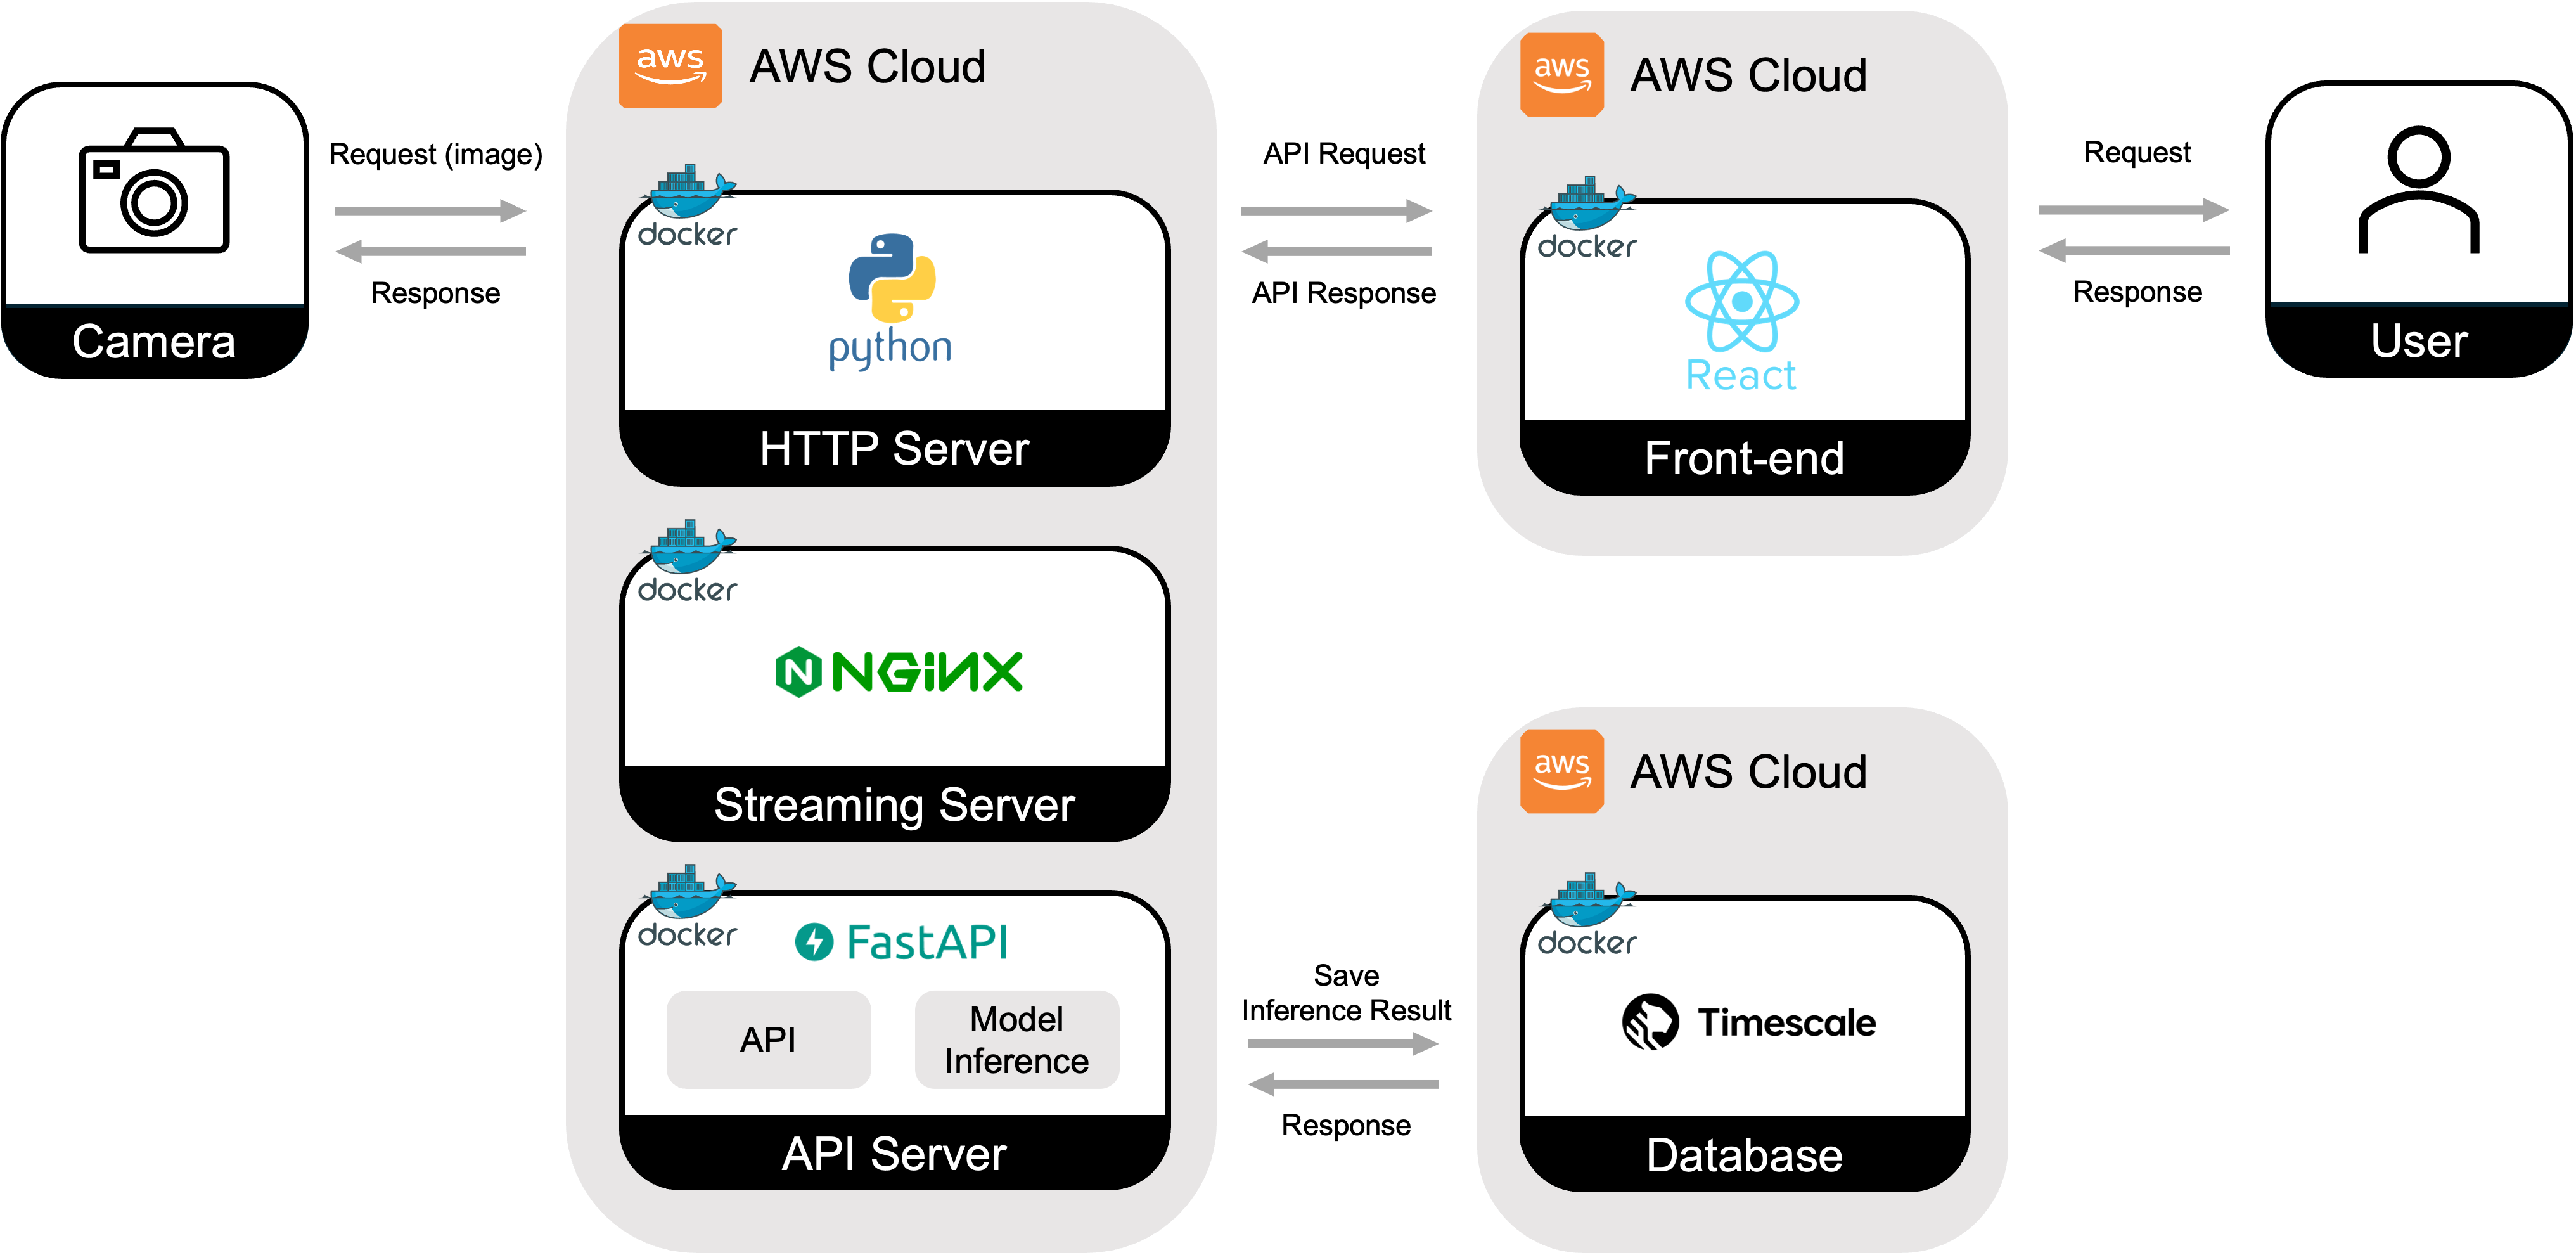 aws
AWS Cloud
aws
AWS Cloud
Camera
Request (image)
Response
docker
python
HTTP Server
API Request
API Response
docker
React
Front-end
Request
Response
User
docker
NGINX
Streaming Server
docker
FastAPI
API
Model
Inference
API Server
Save
Inference Result
Response
aws
AWS Cloud
docker
Timescale
Database